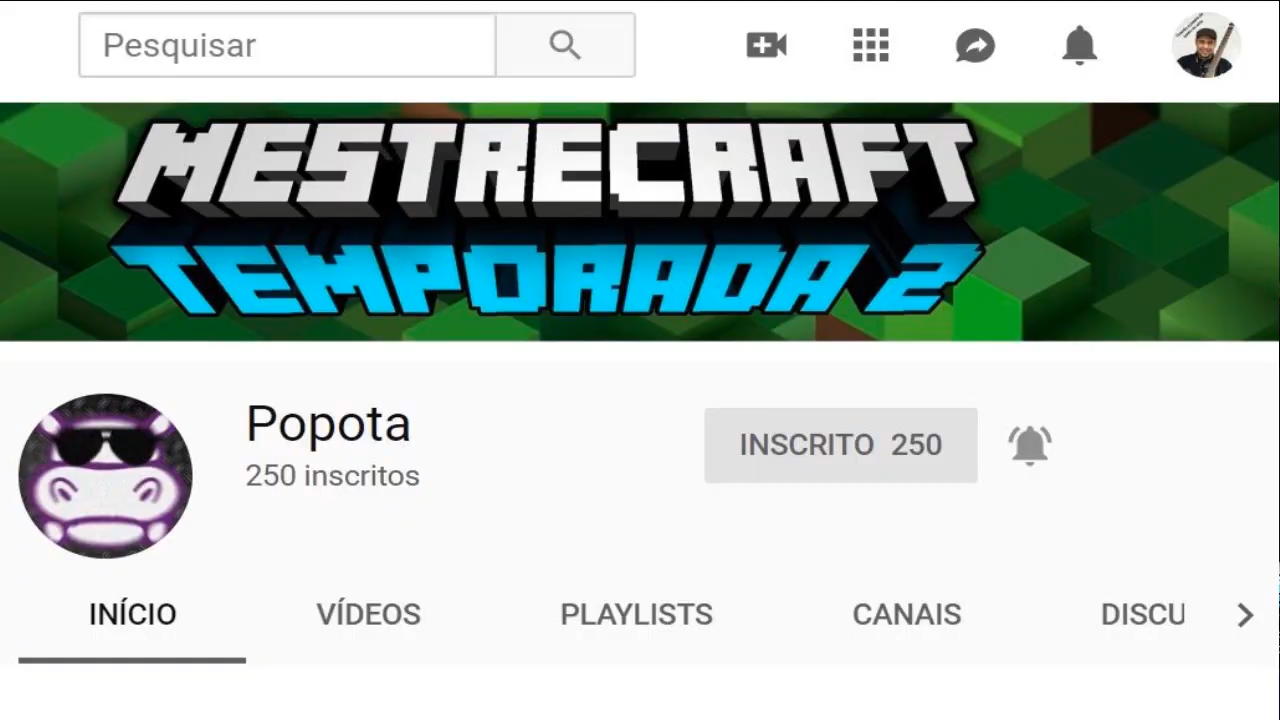 Pesquisar
MESTRECRAFT
TEMPORADA 2
Popota
250 inscritos
INSCRITO 250
INÍCIO
VÍDEOS
PLAYLISTS
CANAIS
DISCU